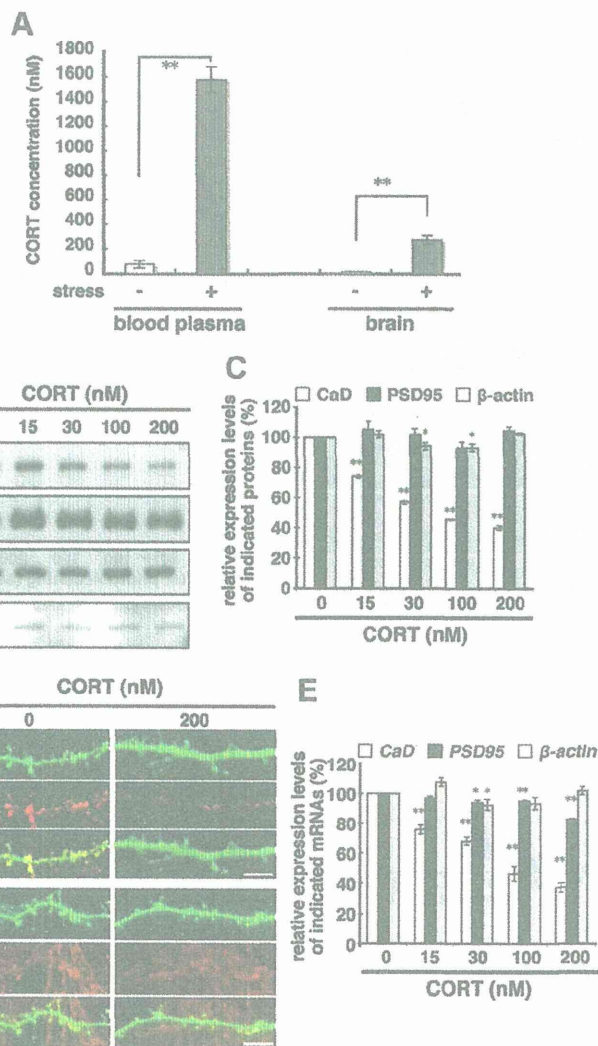 A
CORT concentration (nM)
1800
1600
1400
1200
1000
800
600
400
200
0
**
**
stress - + - +
blood plasma brain
CORT (nM)
15 30 100 200
C
CaD PSD95 β-actin
relative expression levels
of indicated proteins (%)
120
100
80
60
40
20
0
**
**
*
**
*
**
0 15 30 100 200
CORT (nM)
CORT (nM)
0 200
E
CaD PSD95 β-actin
relative expression levels
of indicated mRNAs (%)
120
100
80
60
40
20
0
**
**
*
*
**
**
**
**
0 15 30 100 200
CORT (nM)